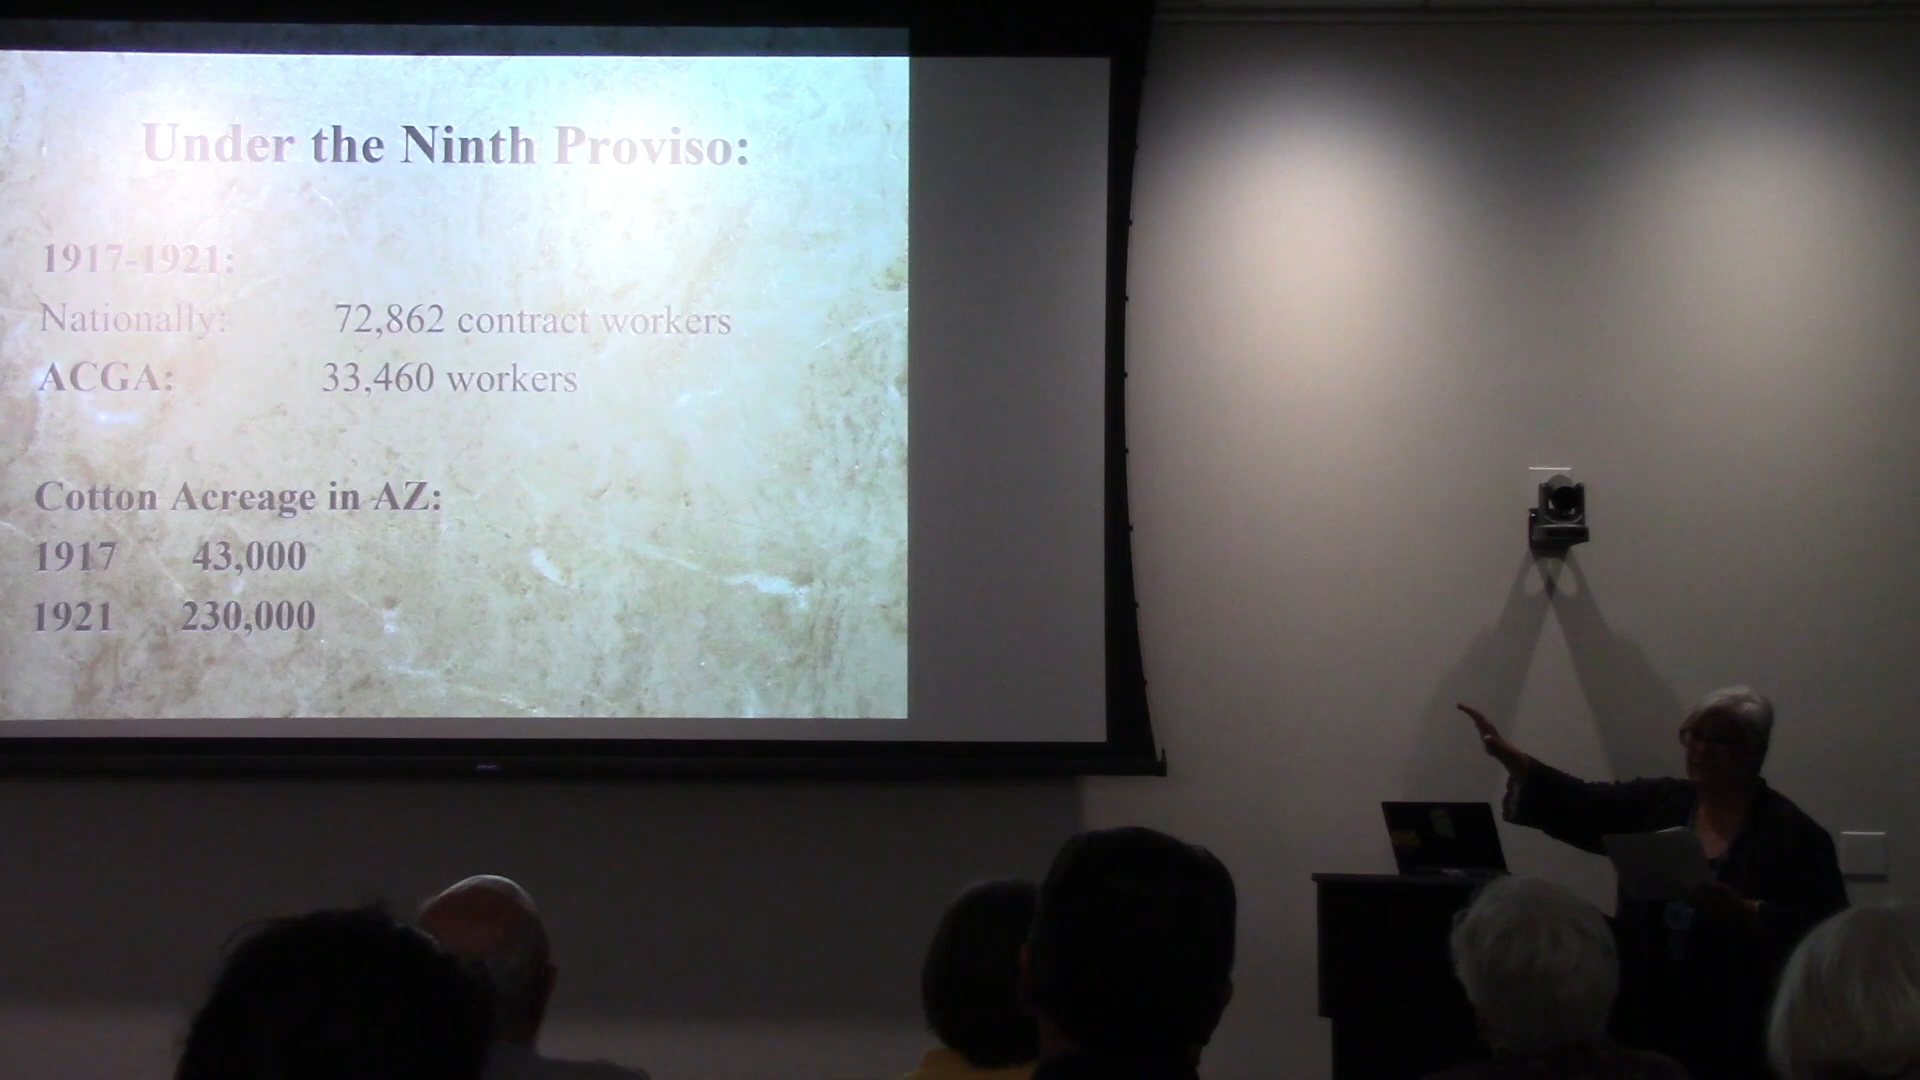 Under the Ninth Proviso:
1917-1921:
Nationally: 72,862 contract workers
ACGA: 33,460 workers
Cotton Acreage in AZ:
1917 43,000
1921 230,000